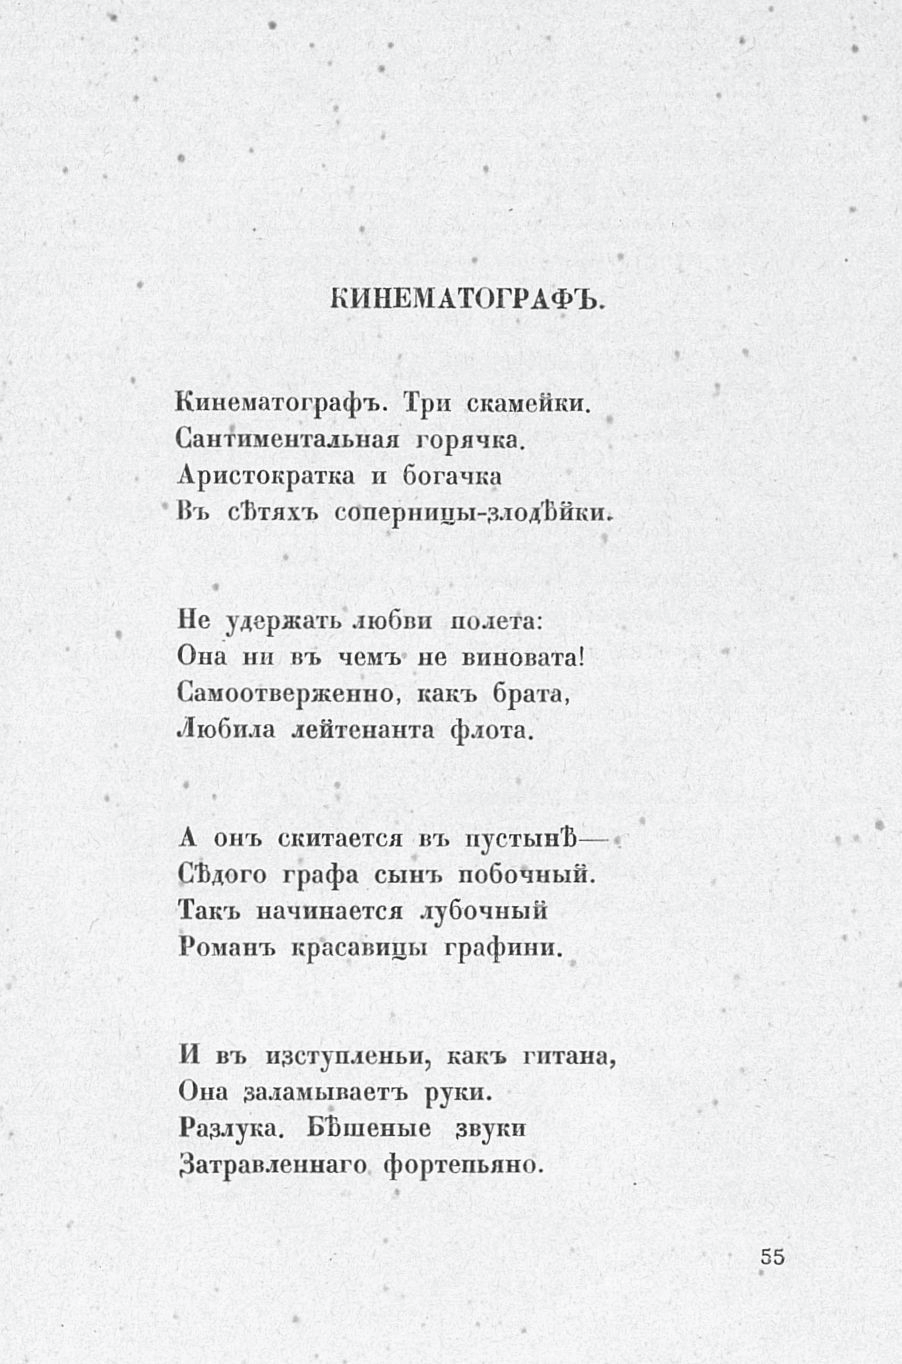 КИНЕМАТОГРАФЪ.
Кинематографъ. Три скамейки.
Сантиментальная горячка.
Аристократка и богачка
Въ сѣтяхъ соперницы-злодѣйки.
Не удержать любви полета:
Она ни въ чемъ не виновата!
Самоотверженно, какъ брата,
Любила лейтенанта флота.
А онъ скитается въ пустынѣ—
Сѣдого графа сынъ побочный.
Такъ начинается лубочный
Романъ красавицы графини.
И въ изступленьи, какъ гитана,
Она заламываетъ руки.
Разлука. Бѣшеные звуки
Затравленнаго фортепьяно.
55